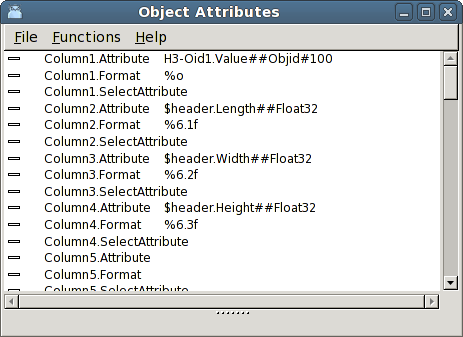 Object Attributes
File Functions Help
Column1.Attribute H3-Oid1.Value##Objid#100
Column1.Format %o
Column1.SelectAttribute
Column2.Attribute $header.Length##Float32
Column2.Format %6.1f
Column2.SelectAttribute
Column3.Attribute $header.Width##Float32
Column3.Format %6.2f
Column3.SelectAttribute
Column4.Attribute $header.Height##Float32
Column4.Format %6.3f
Column4.SelectAttribute
Column5.Attribute
Column5.Format
Column5.SelectAttribute